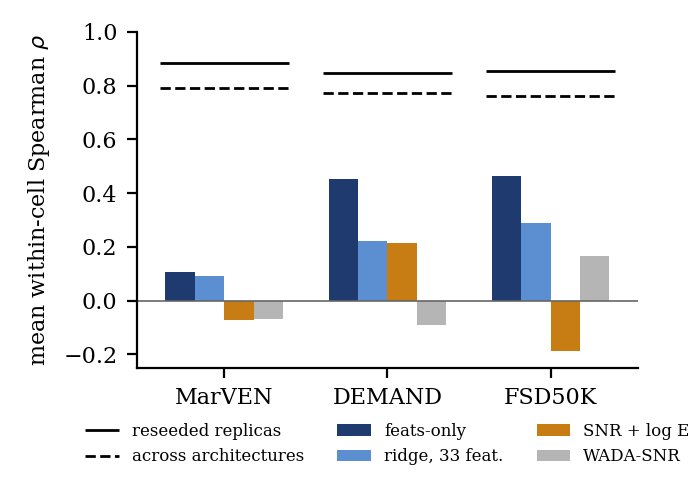 mean within-cell Spearman ρ
1.0
0.8
0.6
0.4
0.2
0.0
−0.2
MarVEN DEMAND FSD50K
reseeded replicas feats-only SNR + log E
across architectures ridge, 33 feat. WADA-SNR